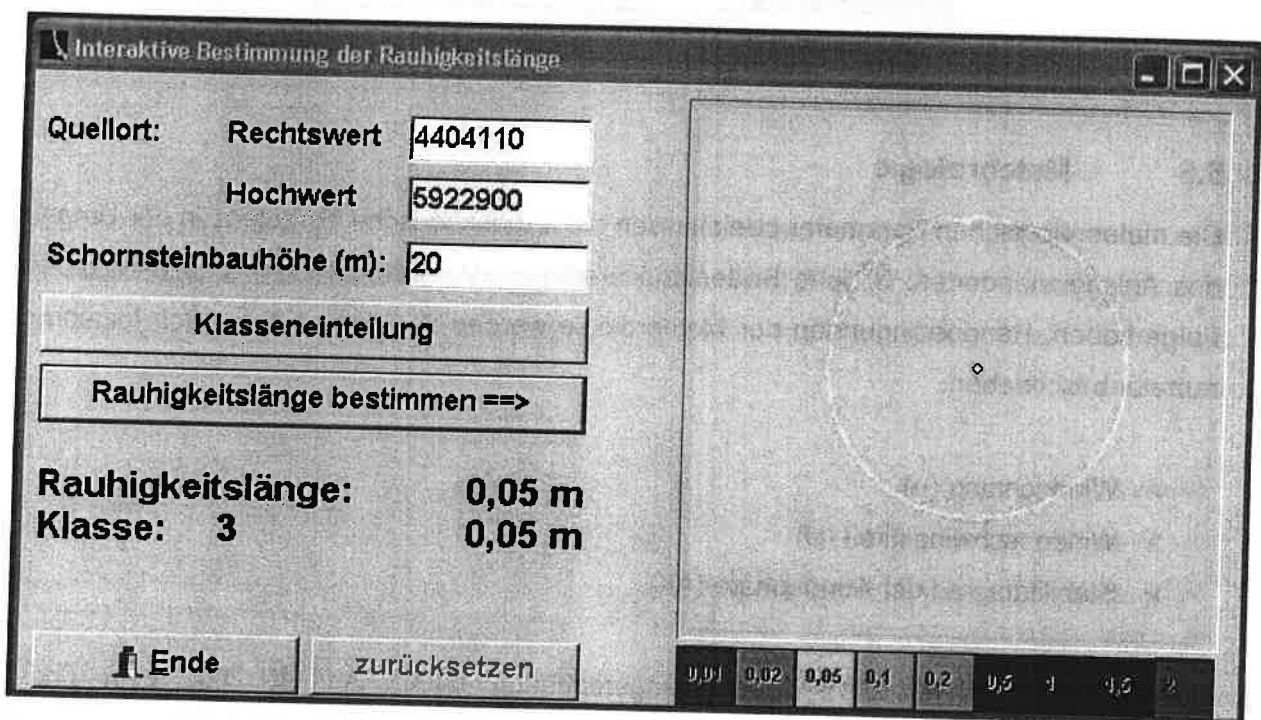 Interaktive Bestimmung der Rauhigkeitslänge
Quellort: Rechtswert 4404110
Hochwert 5922900
Schornsteinbauhöhe (m): 20
Klasseneinteilung
Rauhigkeitslänge bestimmen ==>
Rauhigkeitslänge: 0,05 m
Klasse: 3 0,05 m
Ende zurücksetzen
0,01 0,02 0,05 0,1 0,2 0,5 1 1,5 2